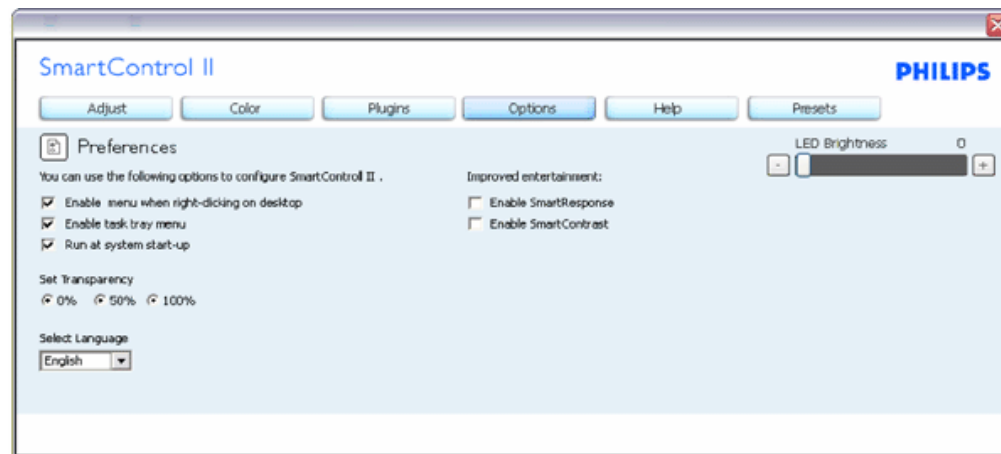 SmartControl II
PHILIPS
Adjust Color Plugins Options Help Presets
Preferences
LED Brightness 0
- +
You can use the following options to configure SmartControl II .
Improved entertainment:
Enable menu when right-clicking on desktop
Enable SmartResponse
Enable task tray menu
Enable SmartContrast
Run at system start-up
Set Transparency
0% 50% 100%
Select Language
English